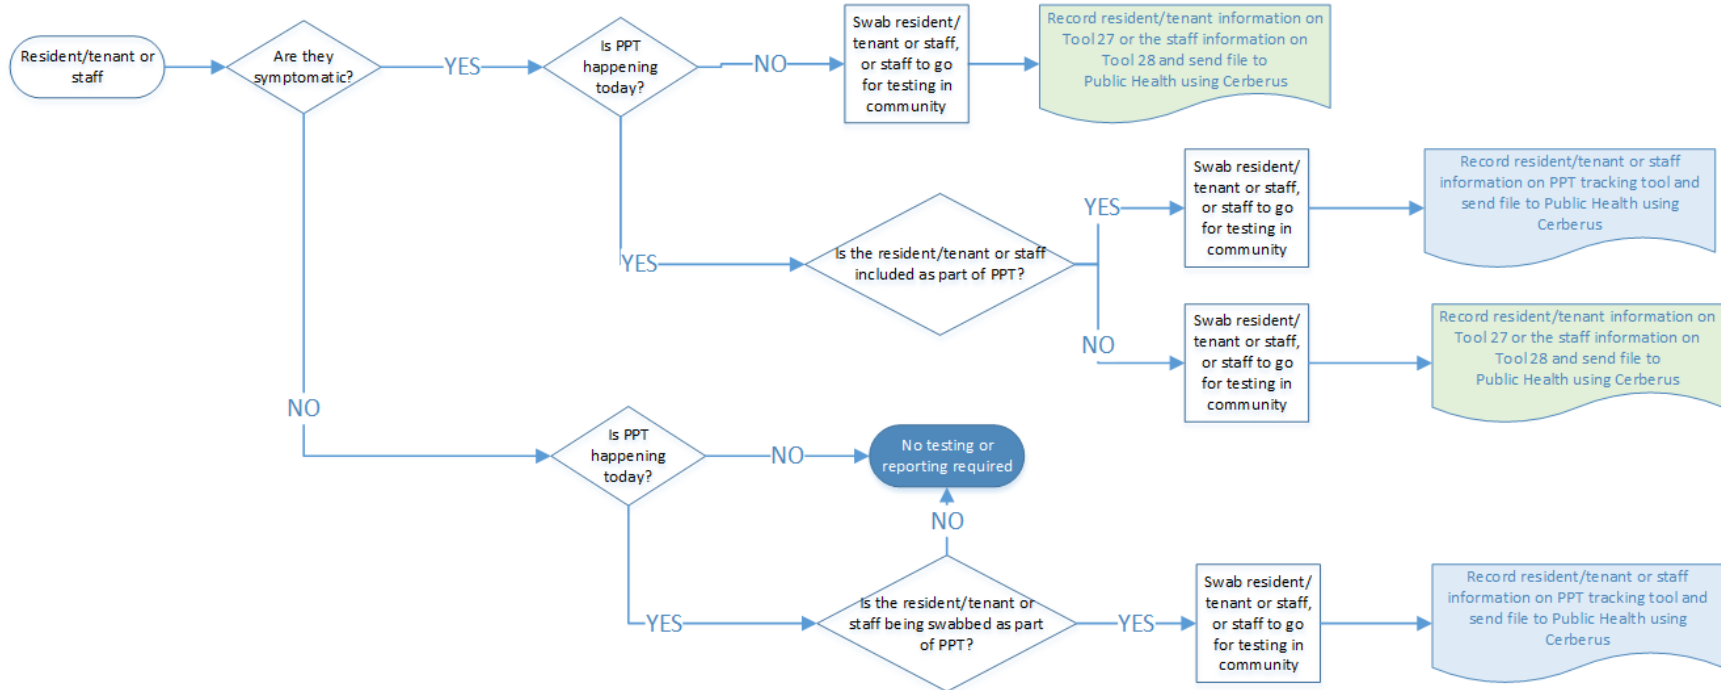 Resident/tenant or
staff
Are they
symptomatic?
YES
Is PPT
happening
today?
NO
Swab resident/
tenant or staff,
or staff to go
for testing in
community
Record resident/tenant information on
Tool 27 or the staff information on
Tool 28 and send file to
Public Health using Cerberus
YES
Is the resident/tenant or staff
included as part of PPT?
YES
Swab resident/
tenant or staff,
or staff to go
for testing in
community
Record resident/tenant or staff
information on PPT tracking tool and
send file to Public Health using
Cerberus
NO
Swab resident/
tenant or staff,
or staff to go
for testing in
community
Record resident/tenant information on
Tool 27 or the staff information on
Tool 28 and send file to
Public Health using Cerberus
NO
Is PPT
happening
today?
NO
No testing or
reporting required
NO
YES
Is the resident/tenant or
staff being swabbed as part
of PPT?
YES
Swab resident/
tenant or staff,
or staff to go
for testing in
community
Record resident/tenant or staff
information on PPT tracking tool and
send file to Public Health using
Cerberus